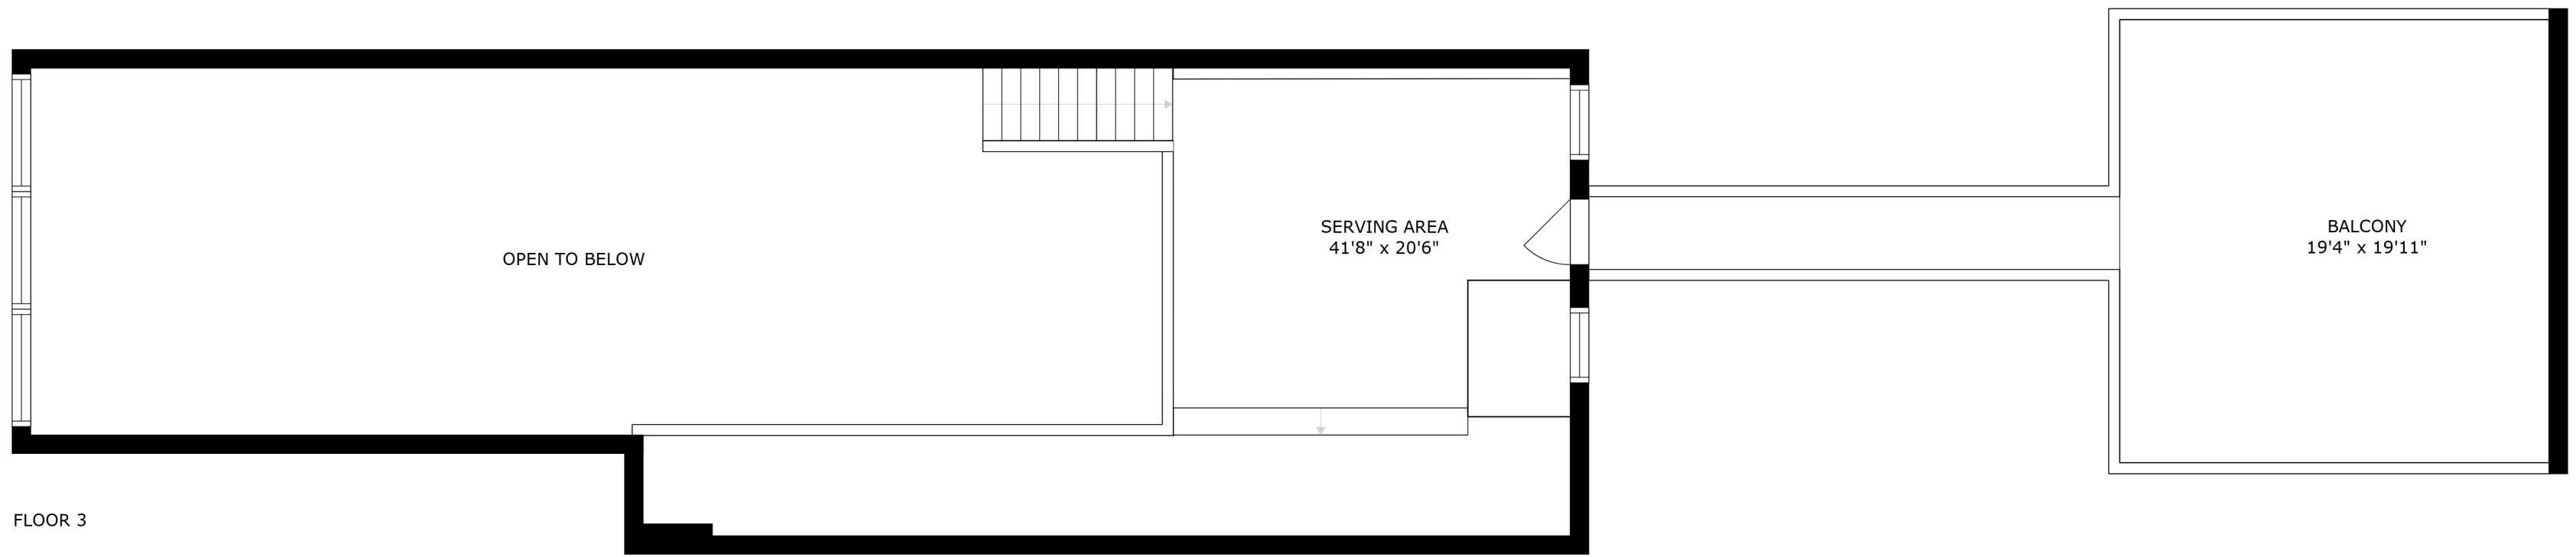 OPEN TO BELOW
SERVING AREA
41'8" x 20'6"
BALCONY
19'4" x 19'11"
FLOOR 3